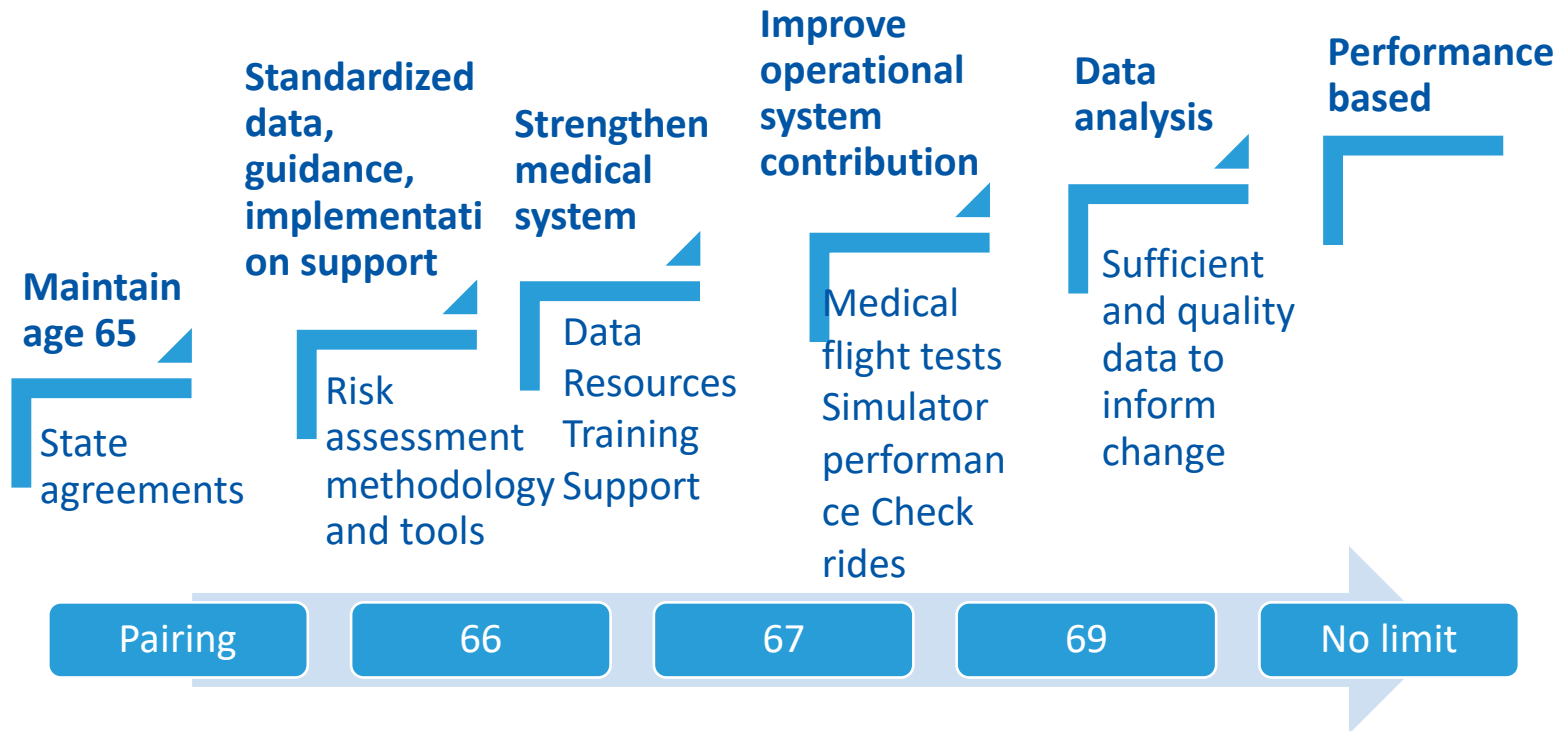 Maintain
age 65
State
agreements
Standardized
data,
guidance,
implementati
on support
Risk
assessment
methodology
and tools
Strengthen
medical
system
Data
Resources
Training
Support
Improve
operational
system
contribution
Medical
flight tests
Simulator
performan
ce Check
rides
Data
analysis
Sufficient
and quality
data to
inform
change
Performance
based
Pairing
66
67
69
No limit